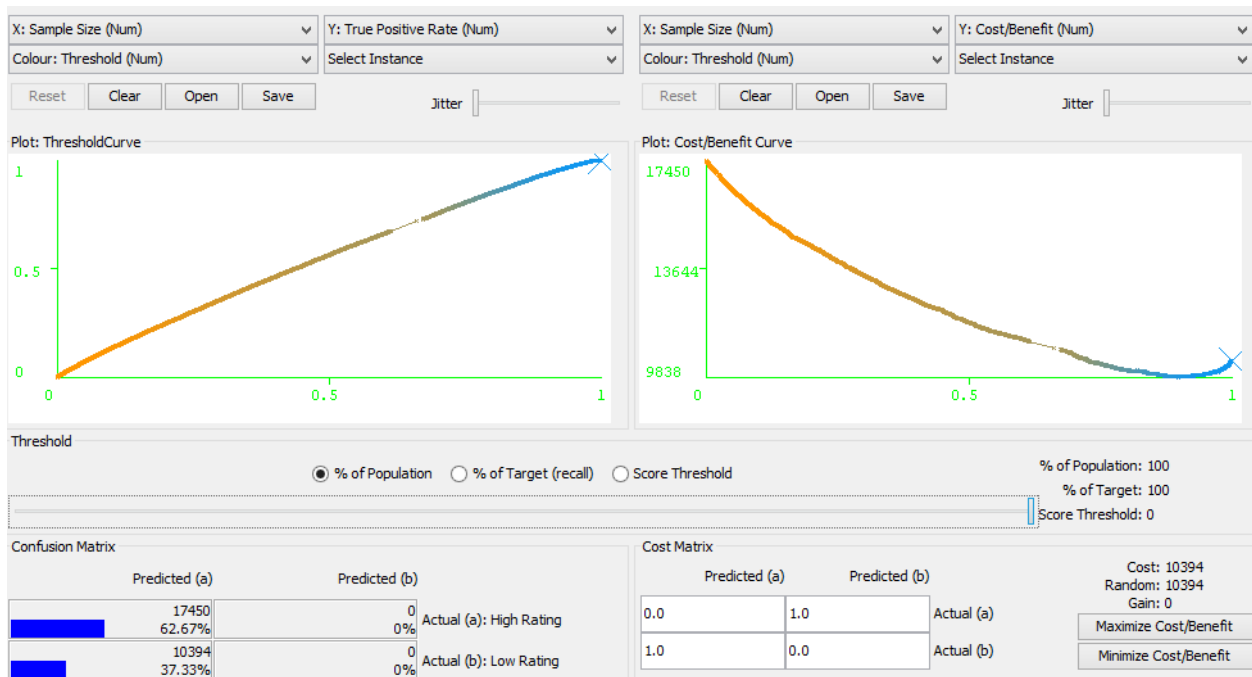 X: Sample Size (Num)
Y: True Positive Rate (Num)
X: Sample Size (Num)
Y: Cost/Benefit (Num)
Colour: Threshold (Num)
Select Instance
Colour: Threshold (Num)
Select Instance
Reset
Clear
Open
Save
Jitter
Reset
Clear
Open
Save
Jitter
Plot: ThresholdCurve
1
0.5
0
0
0.5
1
Plot: Cost/Benefit Curve
17450
13644
9838
0
0.5
1
Threshold
% of Population
% of Target (recall)
Score Threshold
% of Population: 100
% of Target: 100
Score Threshold: 0
Confusion Matrix
Predicted (a)
Predicted (b)
17450
62.67%
0
0%
Actual (a): High Rating
10394
37.33%
0
0%
Actual (b): Low Rating
Cost Matrix
Predicted (a)
Predicted (b)
0.0
1.0
Actual (a)
1.0
0.0
Actual (b)
Cost: 10394
Random: 10394
Gain: 0
Maximize Cost/Benefit
Minimize Cost/Benefit